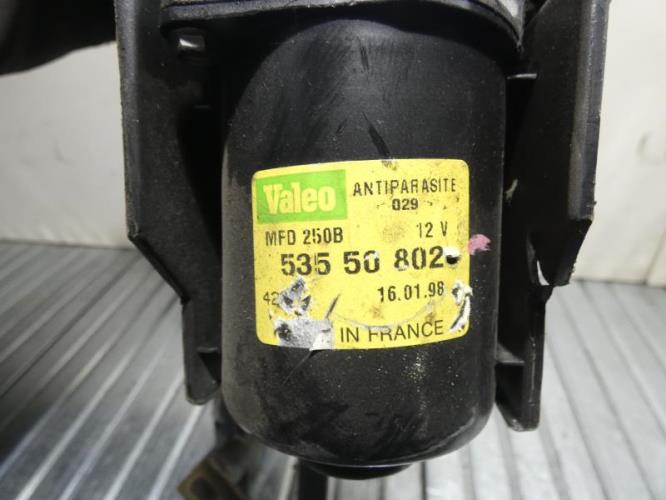 Valeo ANTIPARASITE
029
MFD 250B 12 V
535 50 802
42 16.01.98
IN FRANCE